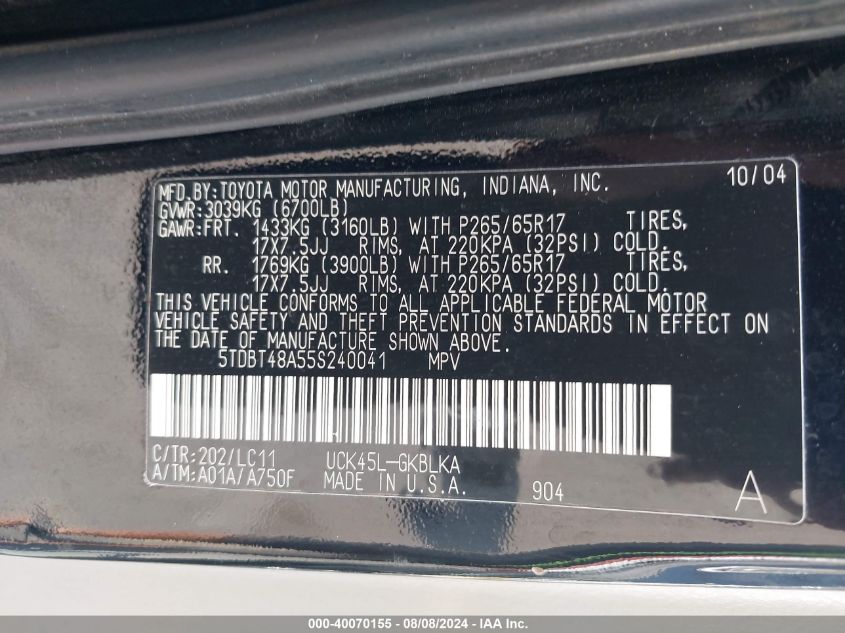 MFD.BY:TOYOTA MOTOR MANUFACTURING, INDIANA, INC. 10/04
GVWR:3039KG (6700LB)
GAWR:FRT. 1433KG (3160LB) WITH P265/65R17 TIRES,
17X7.5JJ RIMS, AT 220KPA (32PSI) COLD.
RR. 1769KG (3900LB) WITH P265/65R17 TIRES,
17X7.5JJ RIMS, AT 220KPA (32PSI) COLD.
THIS VEHICLE CONFORMS TO ALL APPLICABLE FEDERAL MOTOR
VEHICLE SAFETY AND THEFT PREVENTION STANDARDS IN EFFECT ON
THE DATE OF MANUFACTURE SHOWN ABOVE.
5TDBT48A55S240041 MPV
C/TR:202/LC11 UCK45L-GKBLKA
A/TM:A01A/A750F MADE IN U.S.A. 904 A
000-40070155 - 08/08/2024 - IAA Inc.